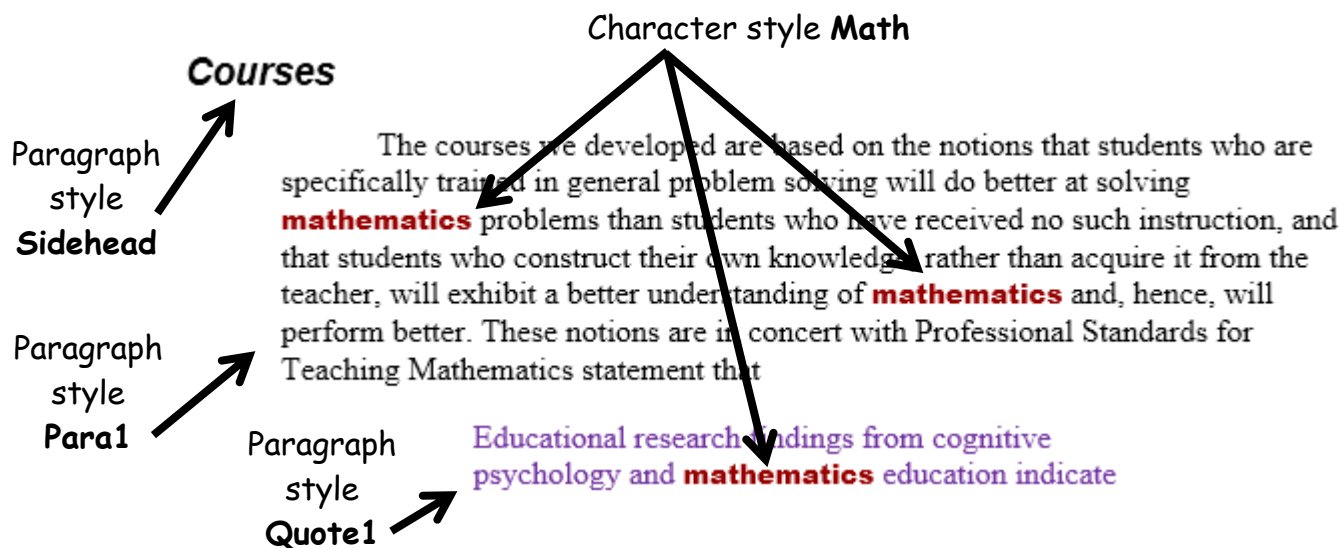 Character style Math
Courses
Paragraph
style
Sidehead
The courses we developed are based on the notions that students who are
specifically trained in general problem solving will do better at solving
mathematics problems than students who have received no such instruction, and
that students who construct their own knowledge, rather than acquire it from the
teacher, will exhibit a better understanding of mathematics and, hence, will
perform better. These notions are in concert with Professional Standards for
Teaching Mathematics statement that
Paragraph
style
Para1
Educational research findings from cognitive
psychology and mathematics education indicate
Paragraph
style
Quote1